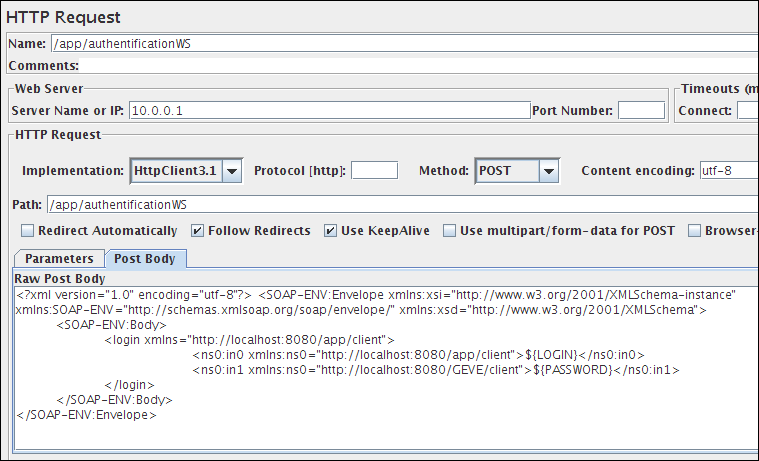 HTTP Request
Name: /app/authentificationWS
Comments:
Web Server Timeouts (m
Server Name or IP: 10.0.0.1 Port Number: Connect:
HTTP Request
Implementation: HttpClient3.1 Protocol [http]: Method: POST Content encoding: utf-8
Path: /app/authentificationWS
Redirect Automatically Follow Redirects Use KeepAlive Use multipart/form-data for POST Browser-
Parameters Post Body
Raw Post Body
<?xml version="1.0" encoding="utf-8"?> <SOAP-ENV:Envelope xmlns:xsi="http://www.w3.org/2001/XMLSchema-instance"
xmlns:SOAP-ENV="http://schemas.xmlsoap.org/soap/envelope/" xmlns:xsd="http://www.w3.org/2001/XMLSchema">
<SOAP-ENV:Body>
<login xmlns="http://localhost:8080/app/client">
<ns0:in0 xmlns:ns0="http://localhost:8080/app/client">${LOGIN}</ns0:in0>
<ns0:in1 xmlns:ns0="http://localhost:8080/GEVE/client">${PASSWORD}</ns0:in1>
</login>
</SOAP-ENV:Body>
</SOAP-ENV:Envelope>